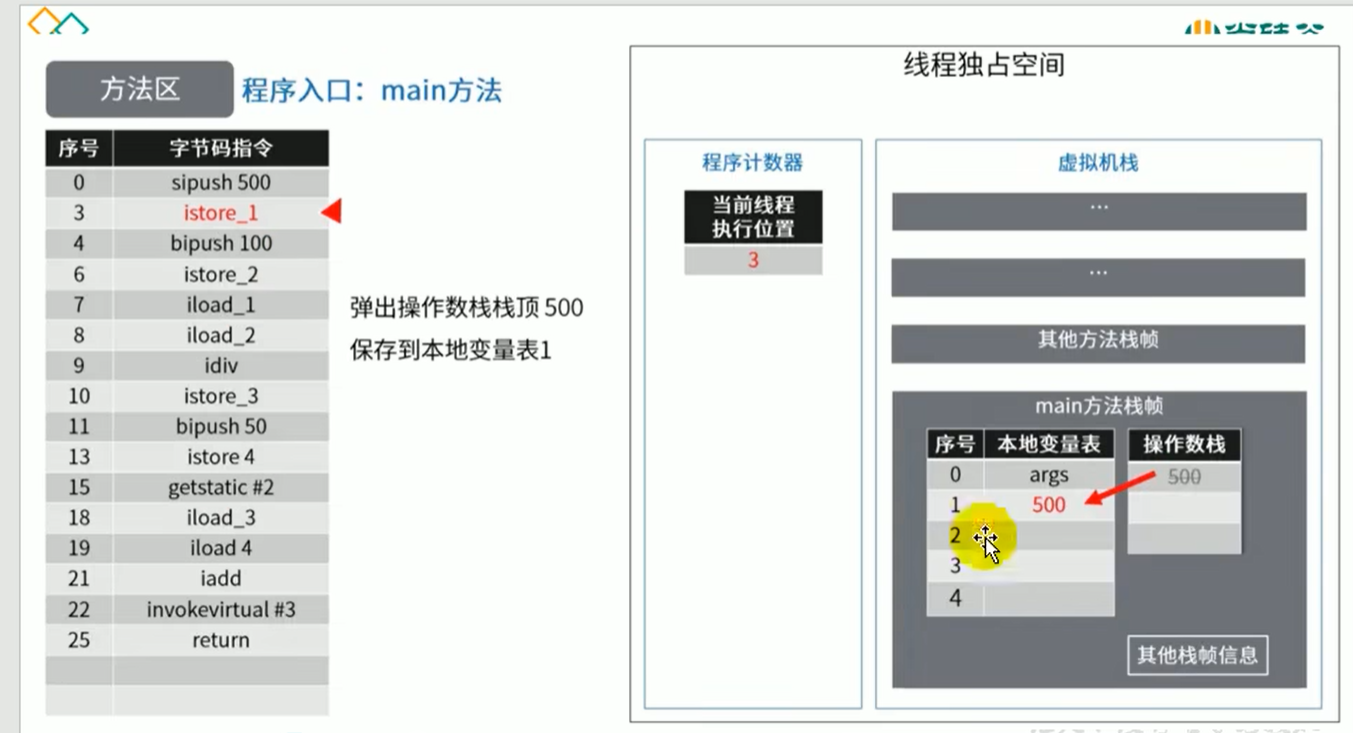 线程独占空间
方法区 程序入口：main方法
序号 字节码指令
0 sipush 500
3 istore_1
4 bipush 100
6 istore_2
7 iload_1
8 iload_2
9 idiv
10 istore_3
11 bipush 50
13 istore 4
15 getstatic #2
18 iload_3
19 iload 4
21 iadd
22 invokevirtual #3
25 return
弹出操作数栈栈顶 500
保存到本地变量表1
程序计数器
当前线程
执行位置
3
虚拟机栈
...
...
其他方法栈帧
main方法栈帧
序号 本地变量表
0 args
1 500
2
3
4
操作数栈
500
其他栈帧信息